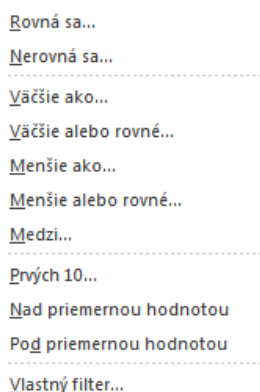 Rovná sa...
Nerovná sa...
Väčšie ako...
Väčšie alebo rovné...
Menšie ako...
Menšie alebo rovné...
Medzi...
Prvých 10...
Nad priemernou hodnotou
Pod priemernou hodnotou
Vlastný filter...